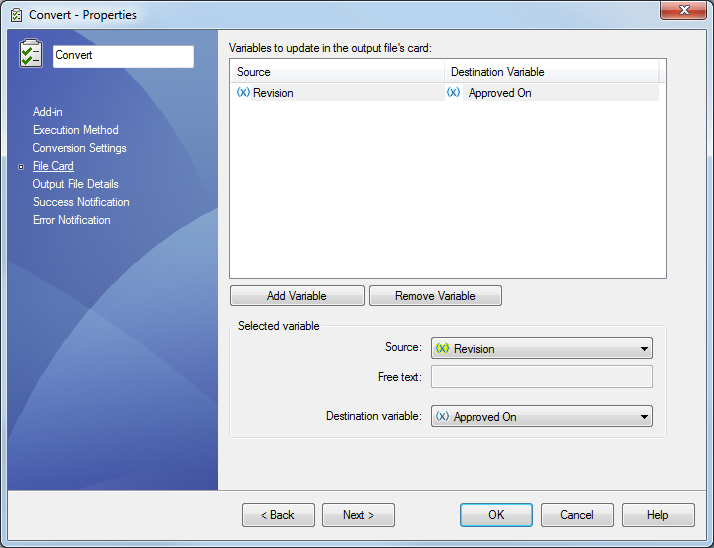 Convert - Properties
Convert
Add-in
Execution Method
Conversion Settings
File Card
Output File Details
Success Notification
Error Notification
Variables to update in the output file's card:
Source Destination Variable
(x) Revision (x) Approved On
Add Variable Remove Variable
Selected variable
Source: (x) Revision
Free text:
Destination variable: (x) Approved On
< Back Next > OK Cancel Help